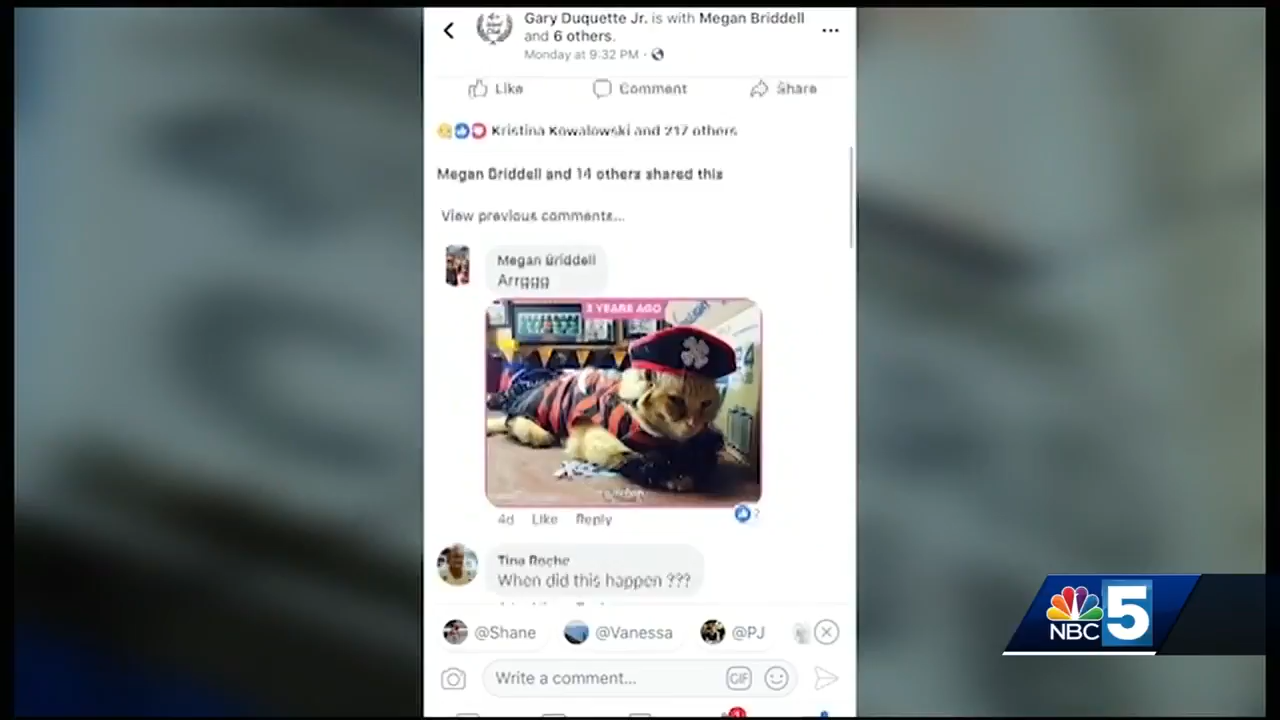 Gary Duquette Jr. is with Megan Briddell
and 6 others.
Monday at 9:32 PM ·
Like Comment Share
Kristina Kowalowski and 217 others
Megan Briddell and 14 others shared this
View previous comments...
Megan Briddell
Arrggg
3 YEARS AGO
4d Like Reply
Tina Roche
When did this happen ???
@Shane @Vanessa @PJ
Write a comment... GIF
NBC 5